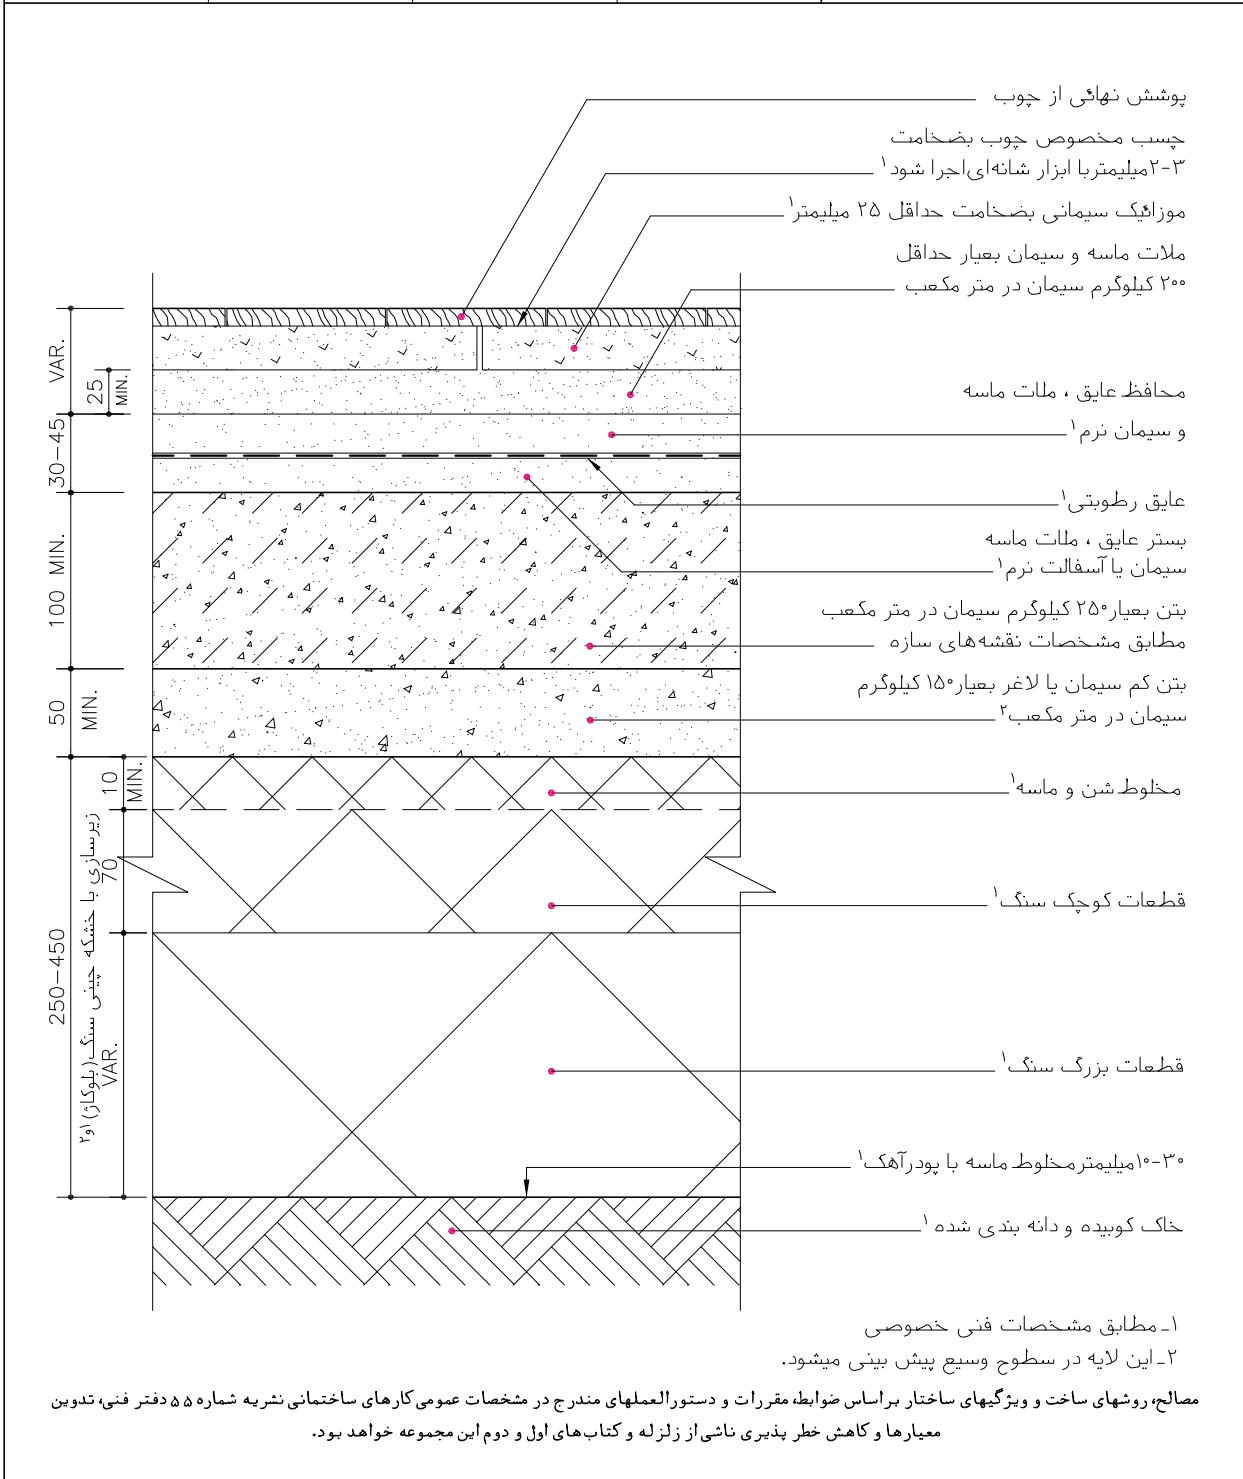 پوشش نهائی از چوب
چسب مخصوص چوب بضخامت
۲-۳میلیمتربا ابزار شانه‌ای‌اجرا شود۱
موزائیک سیمانی بضخامت حداقل ۲۵ میلیمتر۱
ملات ماسه و سیمان بعیار حداقل
۲۰۰ کیلوگرم سیمان در متر مکعب
محافظ عایق ، ملات ماسه
و سیمان نرم۱
عایق رطوبتی۱
بستر عایق ، ملات ماسه
سیمان یا آسفالت نرم۱
بتن بعیار۲۵۰ کیلوگرم سیمان در متر مکعب
مطابق مشخصات نقشه‌های سازه
بتن کم سیمان یا لاغر بعیار۱۵۰ کیلوگرم
سیمان در متر مکعب۲
مخلوط شن و ماسه۱
قطعات کوچک سنگ۱
قطعات بزرگ سنگ۱
۱۰-۳۰میلیمترمخلوط ماسه با پودرآهک۱
خاک کوبیده و دانه بندی شده۱
VAR.
25
MIN.
30-45
100 MIN.
50
MIN.
10
MIN.
70
VAR.
250-450
زیرسازی با خشکه چینی سنگ(بلوکاژ)۱و۲
۱ـ مطابق مشخصات فنی خصوصی
۲ـ این لایه در سطوح وسیع پیش بینی میشود.
مصالح، روشهای ساخت و ویژگیهای ساختار براساس ضوابط، مقررات و دستورالعملهای مندرج در مشخصات عمومی کارهای ساختمانی نشریه شماره ۵۵ دفتر فنی، تدوین
معیارها و کاهش خطر پذیری ناشی از زلزله و کتاب‌های اول و دوم این مجموعه خواهد بود.